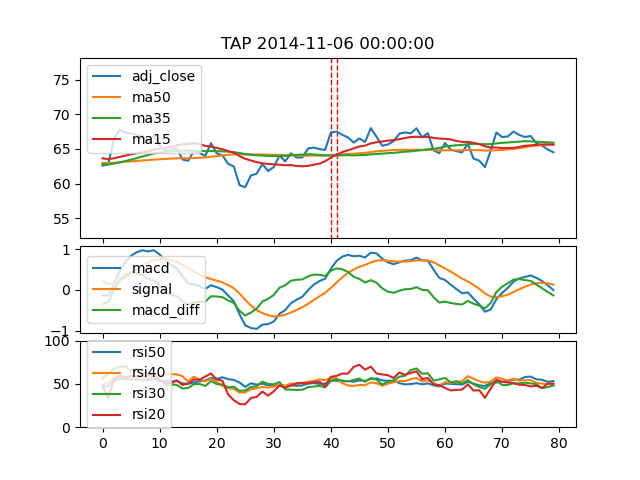 TAP 2014-11-06 00:00:00
75
70
65
60
55
adj_close
ma50
ma35
ma15
1
0
−1
macd
signal
macd_diff
100
50
0
rsi50
rsi40
rsi30
rsi20
0 10 20 30 40 50 60 70 80